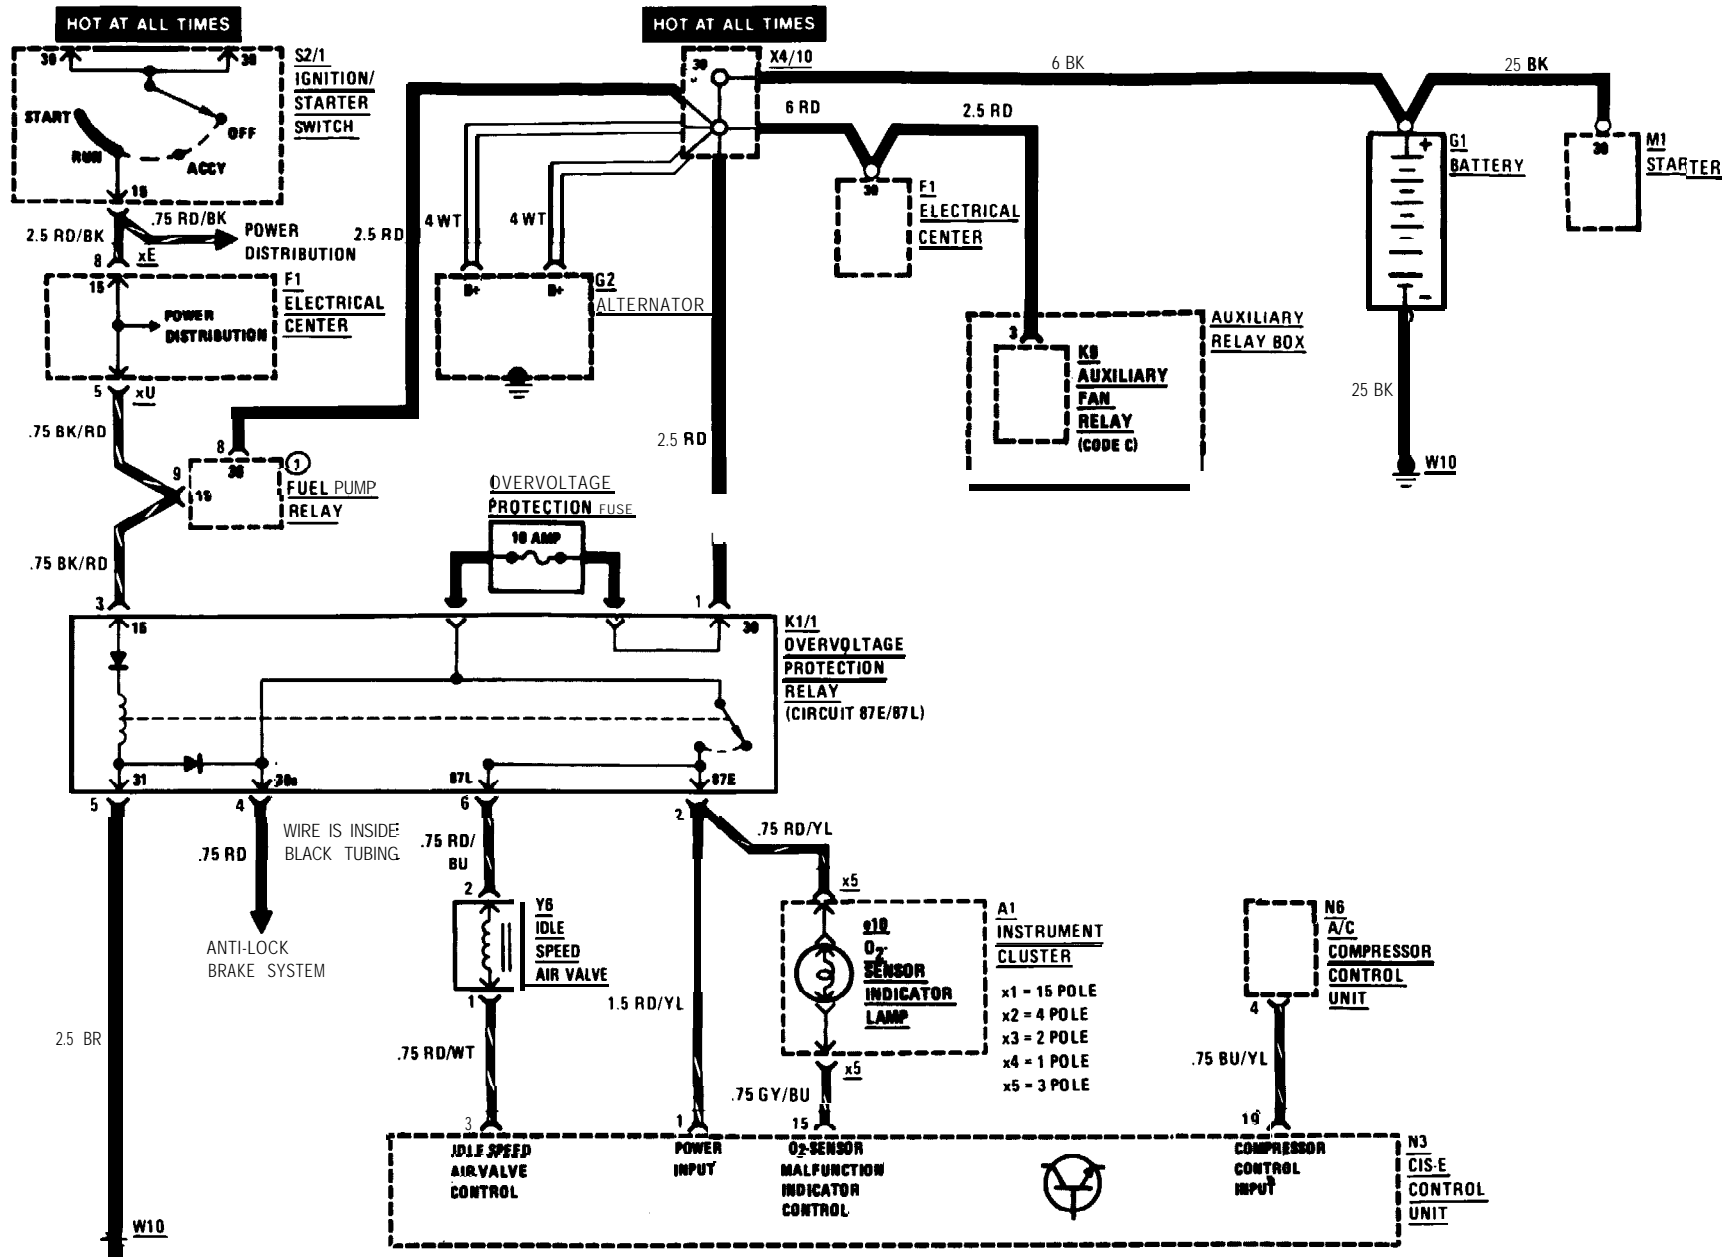 HOT AT ALL TIMES
30
30
S2/1
IGNITION/
STARTER
SWITCH
START
OFF
RUN
ACCY
15
.75 RD/BK
2.5 RD/BK
POWER
DISTRIBUTION
8
xE
15
F1
ELECTRICAL
CENTER
POWER
DISTRIBUTION
5
xU
.75 BK/RD
8
30
9
15
1
FUEL PUMP
RELAY
.75 BK/RD
HOT AT ALL TIMES
30
X4/10
6 BK
25 BK
6 RD
2.5 RD
2.5 RD
4 WT
4 WT
B+
B+
G2
ALTERNATOR
30
F1
ELECTRICAL
CENTER
G1
BATTERY
+
–
30
M1
STARTER
AUXILIARY
RELAY BOX
3
K9
AUXILIARY
FAN
RELAY
(CODE C)
25 BK
W10
2.5 RD
OVERVOLTAGE
PROTECTION FUSE
10 AMP
3
1
15
30
K1/1
OVERVOLTAGE
PROTECTION
RELAY
(CIRCUIT 87E/87L)
31
30a
87L
87E
5
4
6
2
WIRE IS INSIDE
BLACK TUBING
.75 RD
ANTI-LOCK
BRAKE SYSTEM
2.5 BR
W10
.75 RD/
BU
2
Y6
IDLE
SPEED
AIR VALVE
1
.75 RD/WT
.75 RD/YL
1.5 RD/YL
x5
e10
O2-
SENSOR
INDICATOR
LAMP
A1
INSTRUMENT
CLUSTER
x1 = 15 POLE
x2 = 4 POLE
x3 = 2 POLE
x4 = 1 POLE
x5 = 3 POLE
x5
.75 GY/BU
N6
A/C
COMPRESSOR
CONTROL
UNIT
4
.75 BU/YL
3
1
15
19
IDLE SPEED
AIR VALVE
CONTROL
POWER
INPUT
O2-SENSOR
MALFUNCTION
INDICATOR
CONTROL
COMPRESSOR
CONTROL
INPUT
N3
CIS-E
CONTROL
UNIT